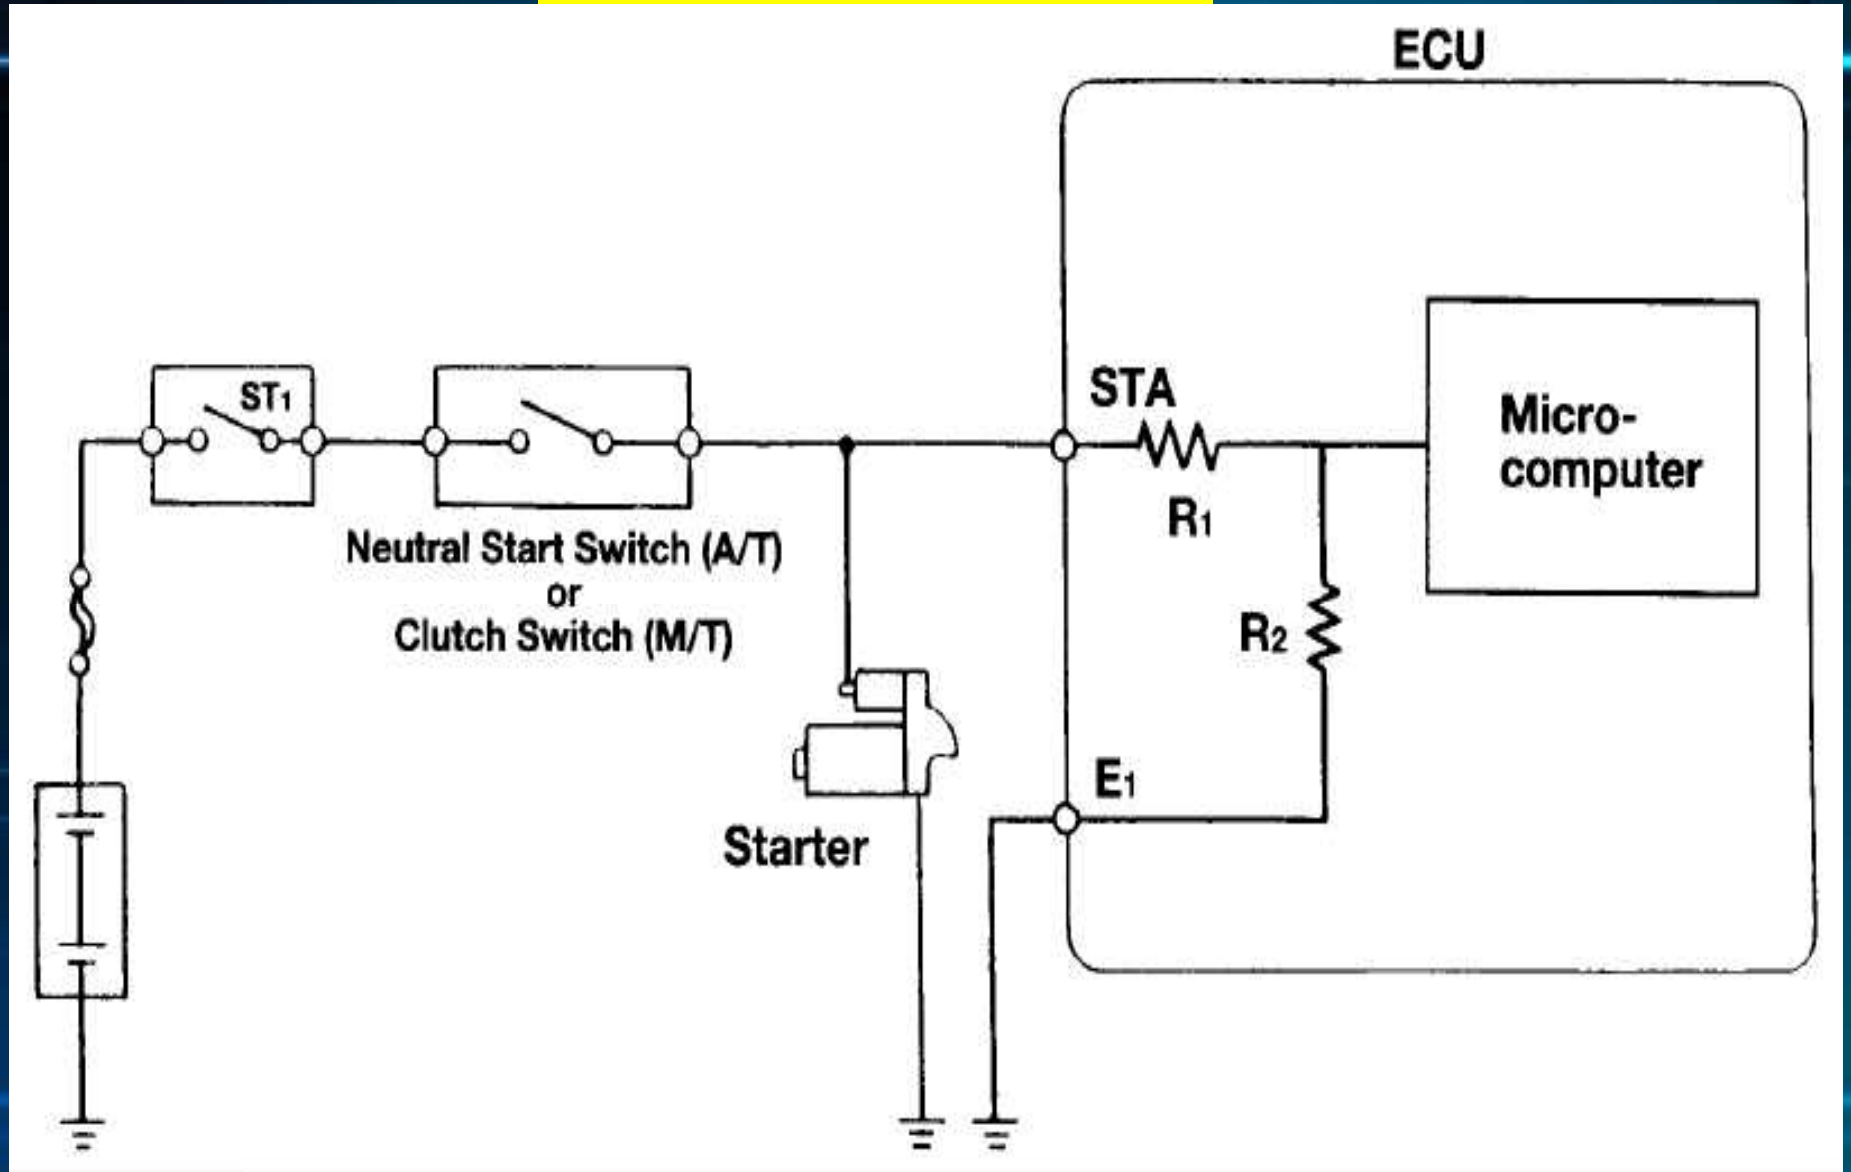 ECU
ST1
STA
Micro-
computer
R1
Neutral Start Switch (A/T)
or
Clutch Switch (M/T)
R2
E1
Starter